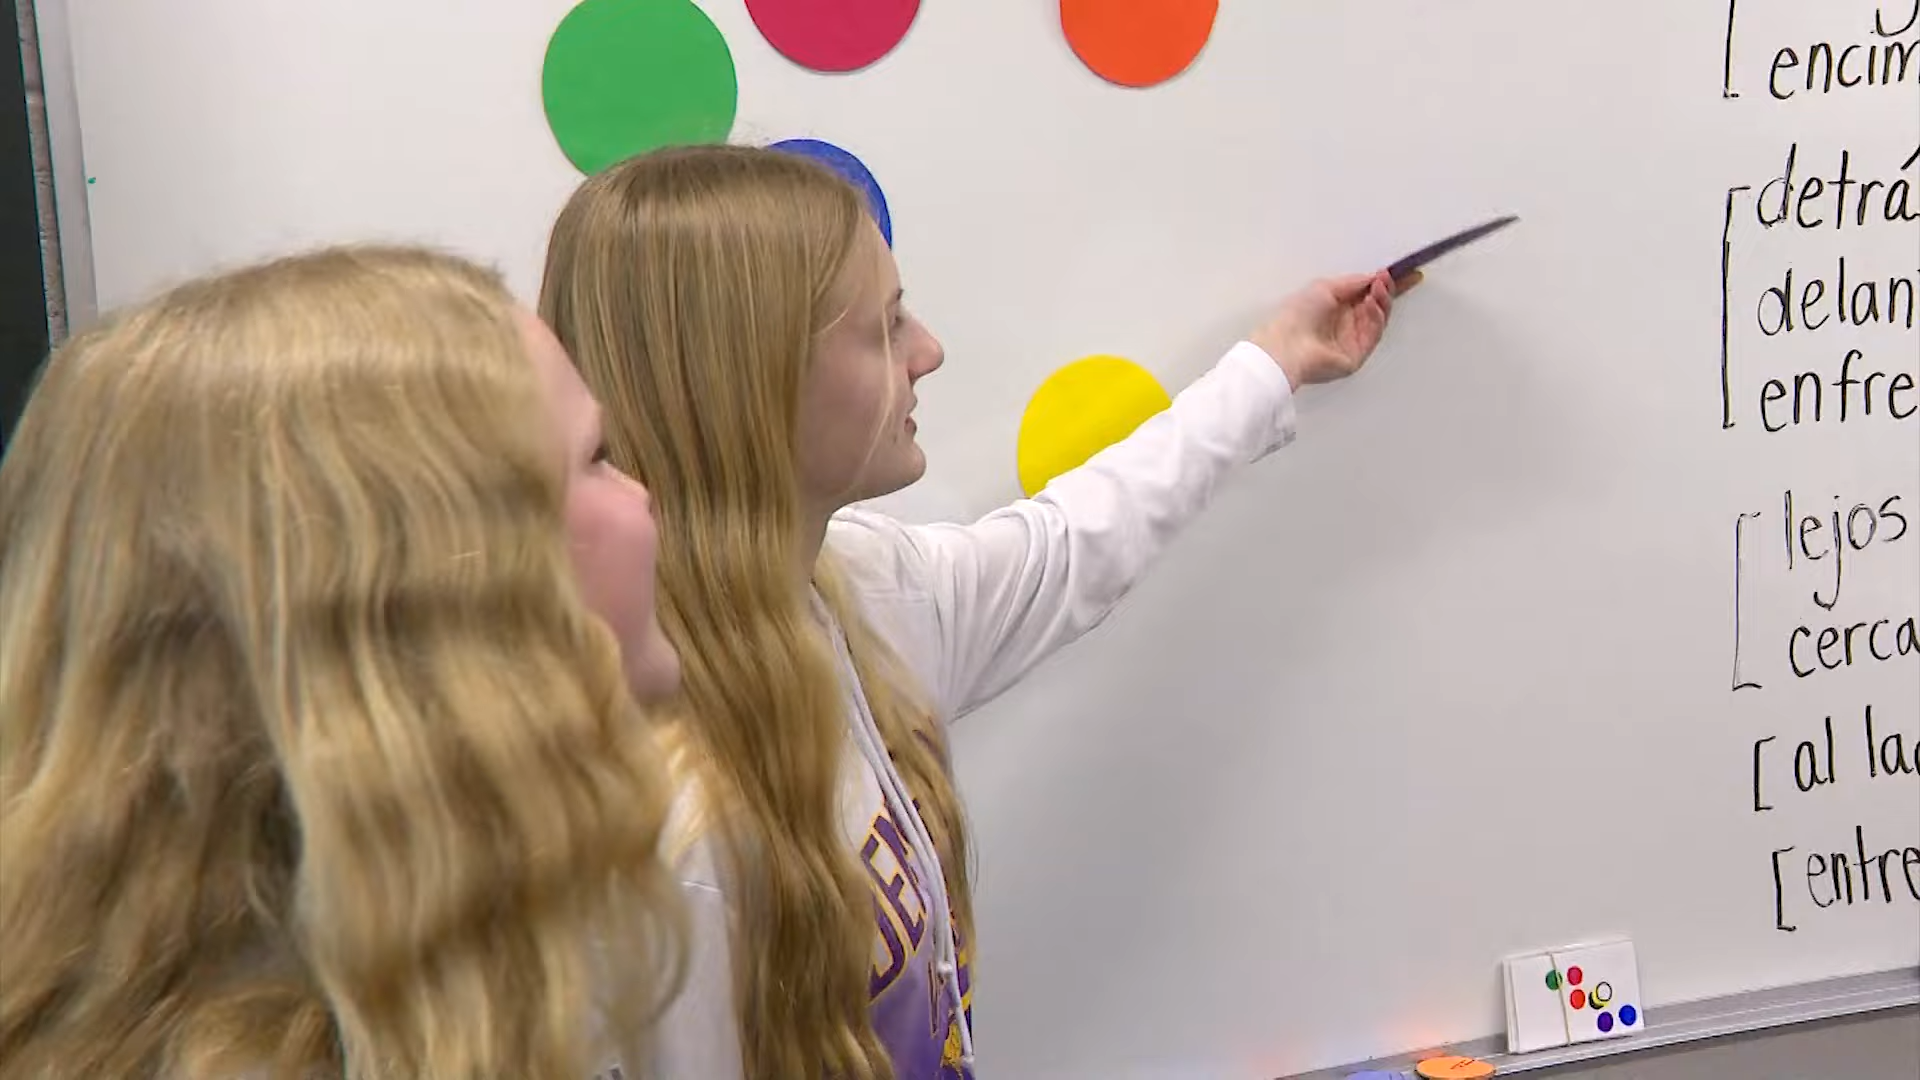 encim
detrá
delan
enfre
lejos
cerca
al la
entre